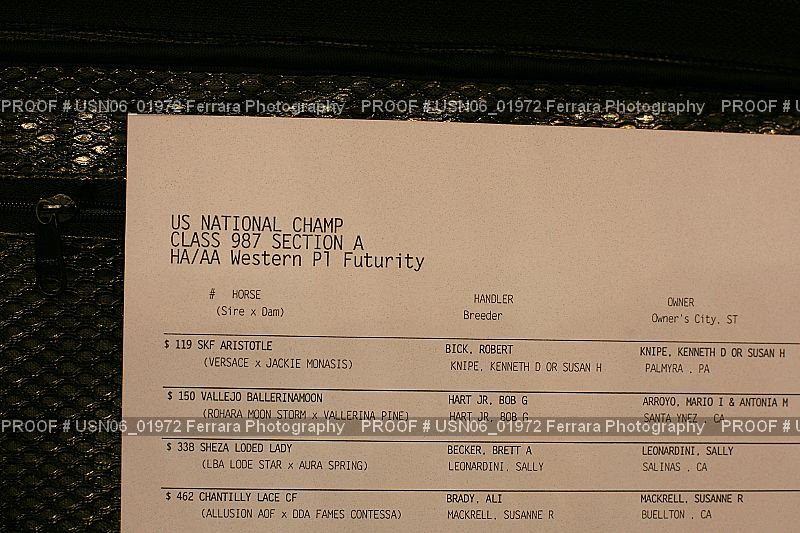 PROOF # USN06_01972 Ferrara Photography PROOF # USN06_01972 Ferrara Photography PROOF # U
US NATIONAL CHAMP
CLASS 987 SECTION A
HA/AA Western Pl Futurity
# HORSE HANDLER OWNER
(Sire x Dam) Breeder Owner's City, ST
$ 119 SKF ARISTOTLE BICK, ROBERT KNIPE, KENNETH D OR SUSAN H
(VERSACE x JACKIE MONASIS) KNIPE, KENNETH D OR SUSAN H PALMYRA , PA
$ 150 VALLEJO BALLERINAMOON HART JR, BOB G ARROYO, MARIO I & ANTONIA M
(ROHARA MOON STORM x VALLERINA PINE) HART JR, BOB G SANTA YNEZ , CA
PROOF # USN06_01972 Ferrara Photography PROOF # USN06_01972 Ferrara Photography PROOF # U
$ 338 SHEZA LODED LADY BECKER, BRETT A LEONARDINI, SALLY
(LBA LODE STAR x AURA SPRING) LEONARDINI, SALLY SALINAS , CA
$ 462 CHANTILLY LACE CF BRADY, ALI MACKRELL, SUSANNE R
(ALLUSION AOF x DDA FAMES CONTESSA) MACKRELL, SUSANNE R BUELLTON , CA